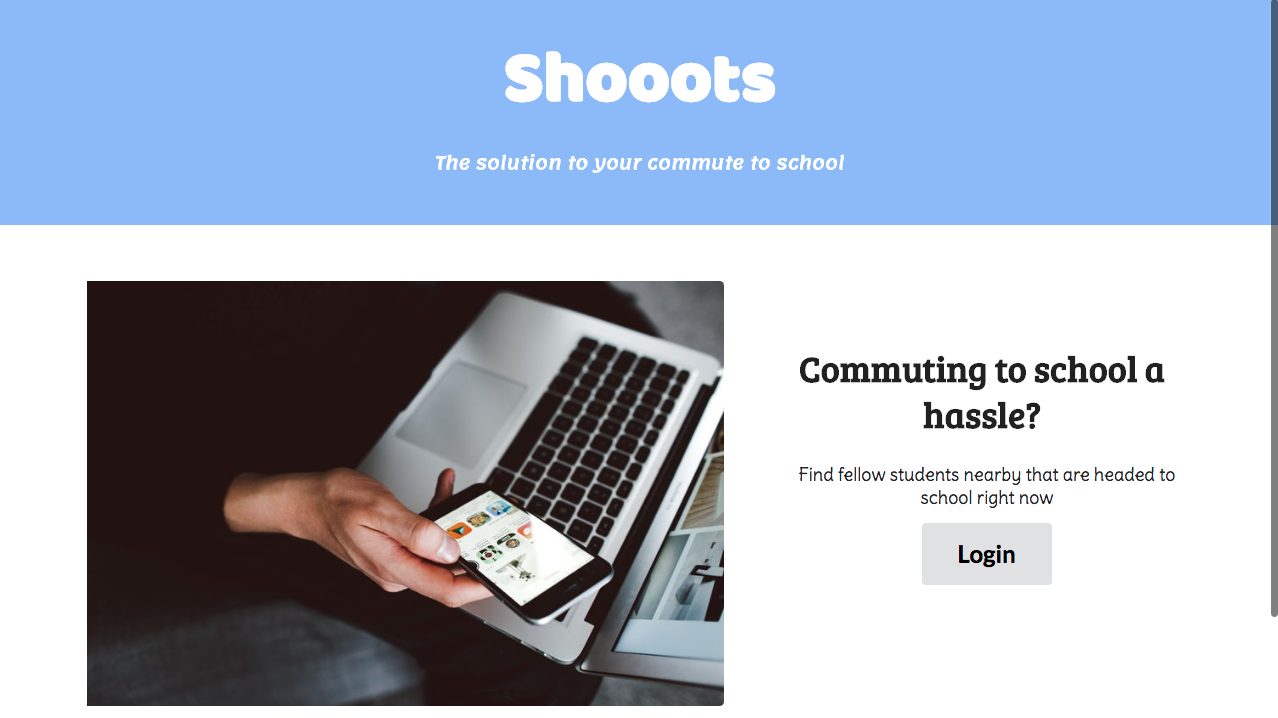 Shooots
The solution to your commute to school
Commuting to school a
hassle?
Find fellow students nearby that are headed to
school right now
Login